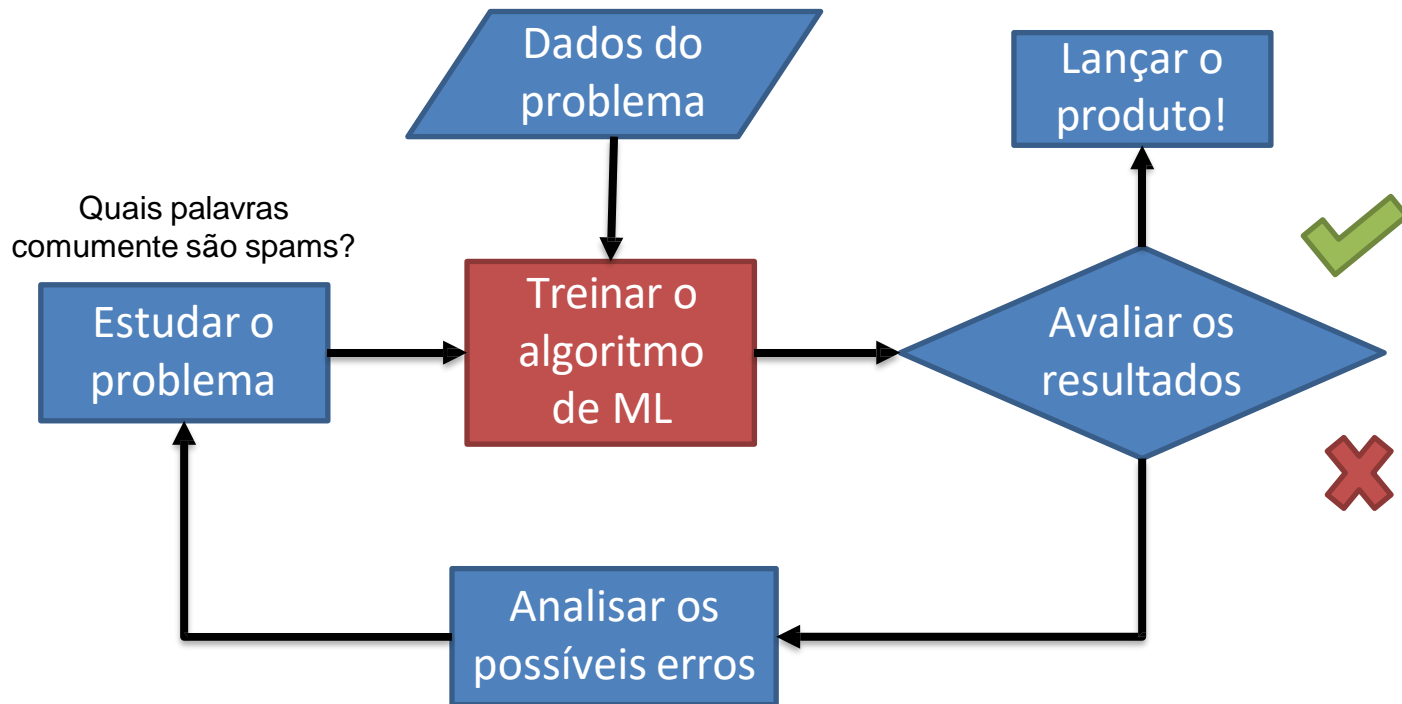 Dados do
problema
Lançar o
produto!
Quais palavras
comumente são spams?
Estudar o
problema
Treinar o
algoritmo
de ML
Avaliar os
resultados
Analisar os
possíveis erros